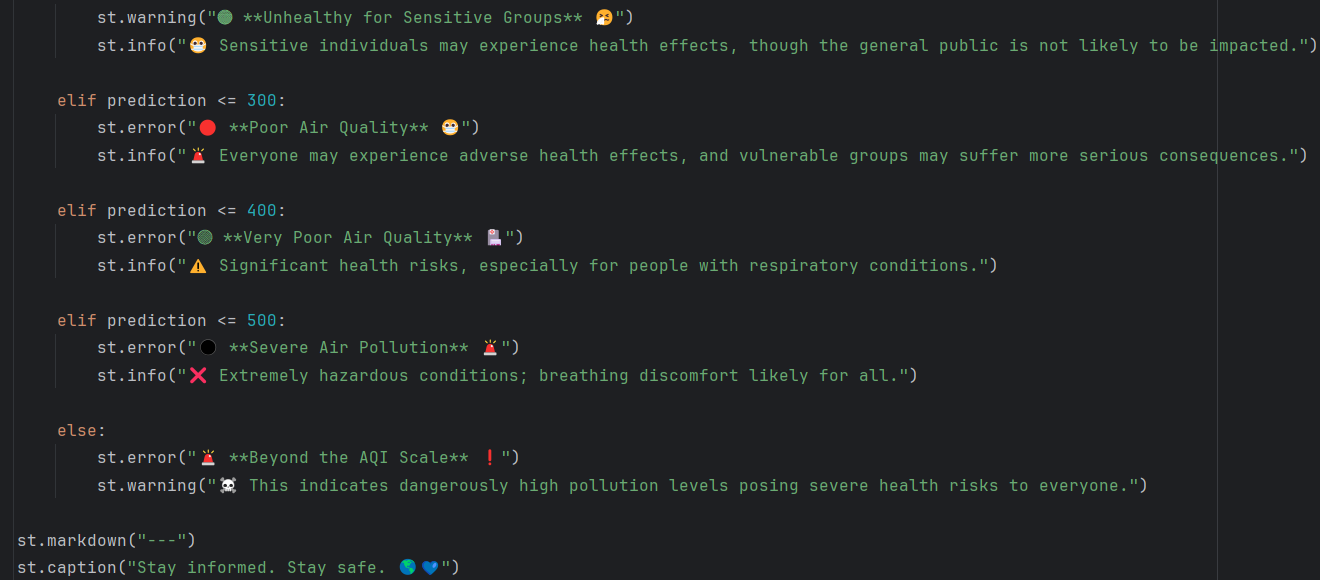 st.warning("🟢 **Unhealthy for Sensitive Groups** 🤧")
        st.info("😷 Sensitive individuals may experience health effects, though the general public is not likely to be impacted.")

    elif prediction <= 300:
        st.error("🔴 **Poor Air Quality** 😷")
        st.info("🚨 Everyone may experience adverse health effects, and vulnerable groups may suffer more serious consequences.")

    elif prediction <= 400:
        st.error("🟢 **Very Poor Air Quality** 🏥")
        st.info("⚠️ Significant health risks, especially for people with respiratory conditions.")

    elif prediction <= 500:
        st.error("⚫ **Severe Air Pollution** 🚨")
        st.info("❌ Extremely hazardous conditions; breathing discomfort likely for all.")

    else:
        st.error("🚨 **Beyond the AQI Scale** ❗")
        st.warning("☠️ This indicates dangerously high pollution levels posing severe health risks to everyone.")

st.markdown("---")
st.caption("Stay informed. Stay safe. 🌎💙")